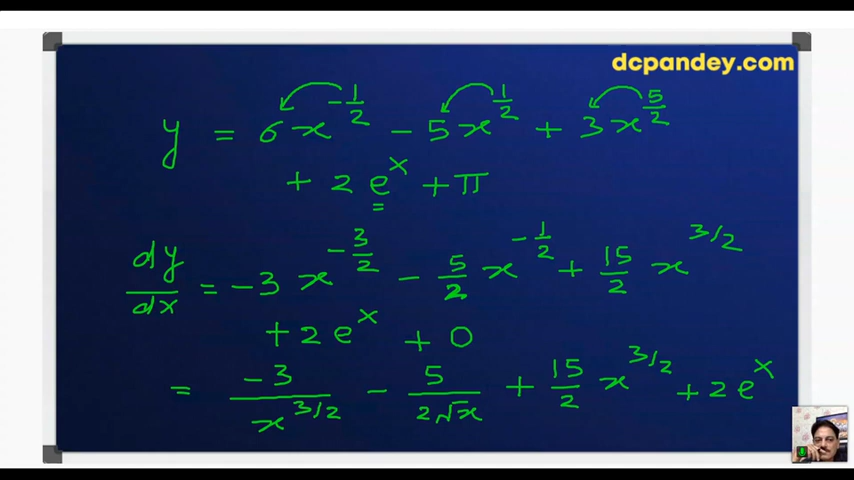 dcpandey.com
y = 6x^{-1/2} - 5x^{1/2} + 3x^{5/2}
+ 2e^x + π
dy/dx = -3x^{-3/2} - 5/2 x^{-1/2} + 15/2 x^{3/2}
+ 2e^x + 0
= -3/x^{3/2} - 5/(2√x) + 15/2 x^{3/2} + 2e^x